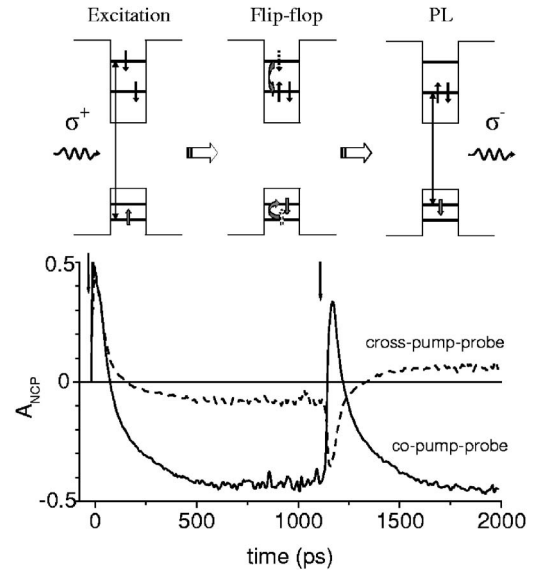 Excitation Flip-flop PL
σ+ σ-
0.5
cross-pump-probe
0
A_NCP
co-pump-probe
-0.5
0 500 1000 1500 2000
time (ps)